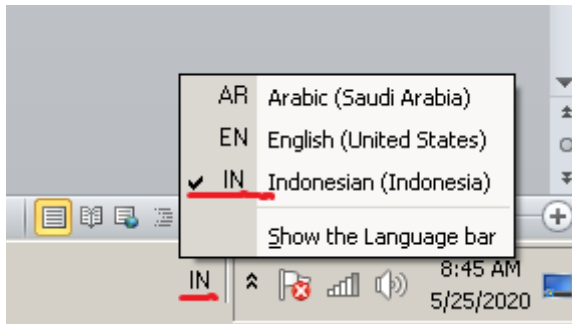 AR Arabic (Saudi Arabia)
EN English (United States)
IN Indonesian (Indonesia)
Show the Language bar
IN
8:45 AM
5/25/2020